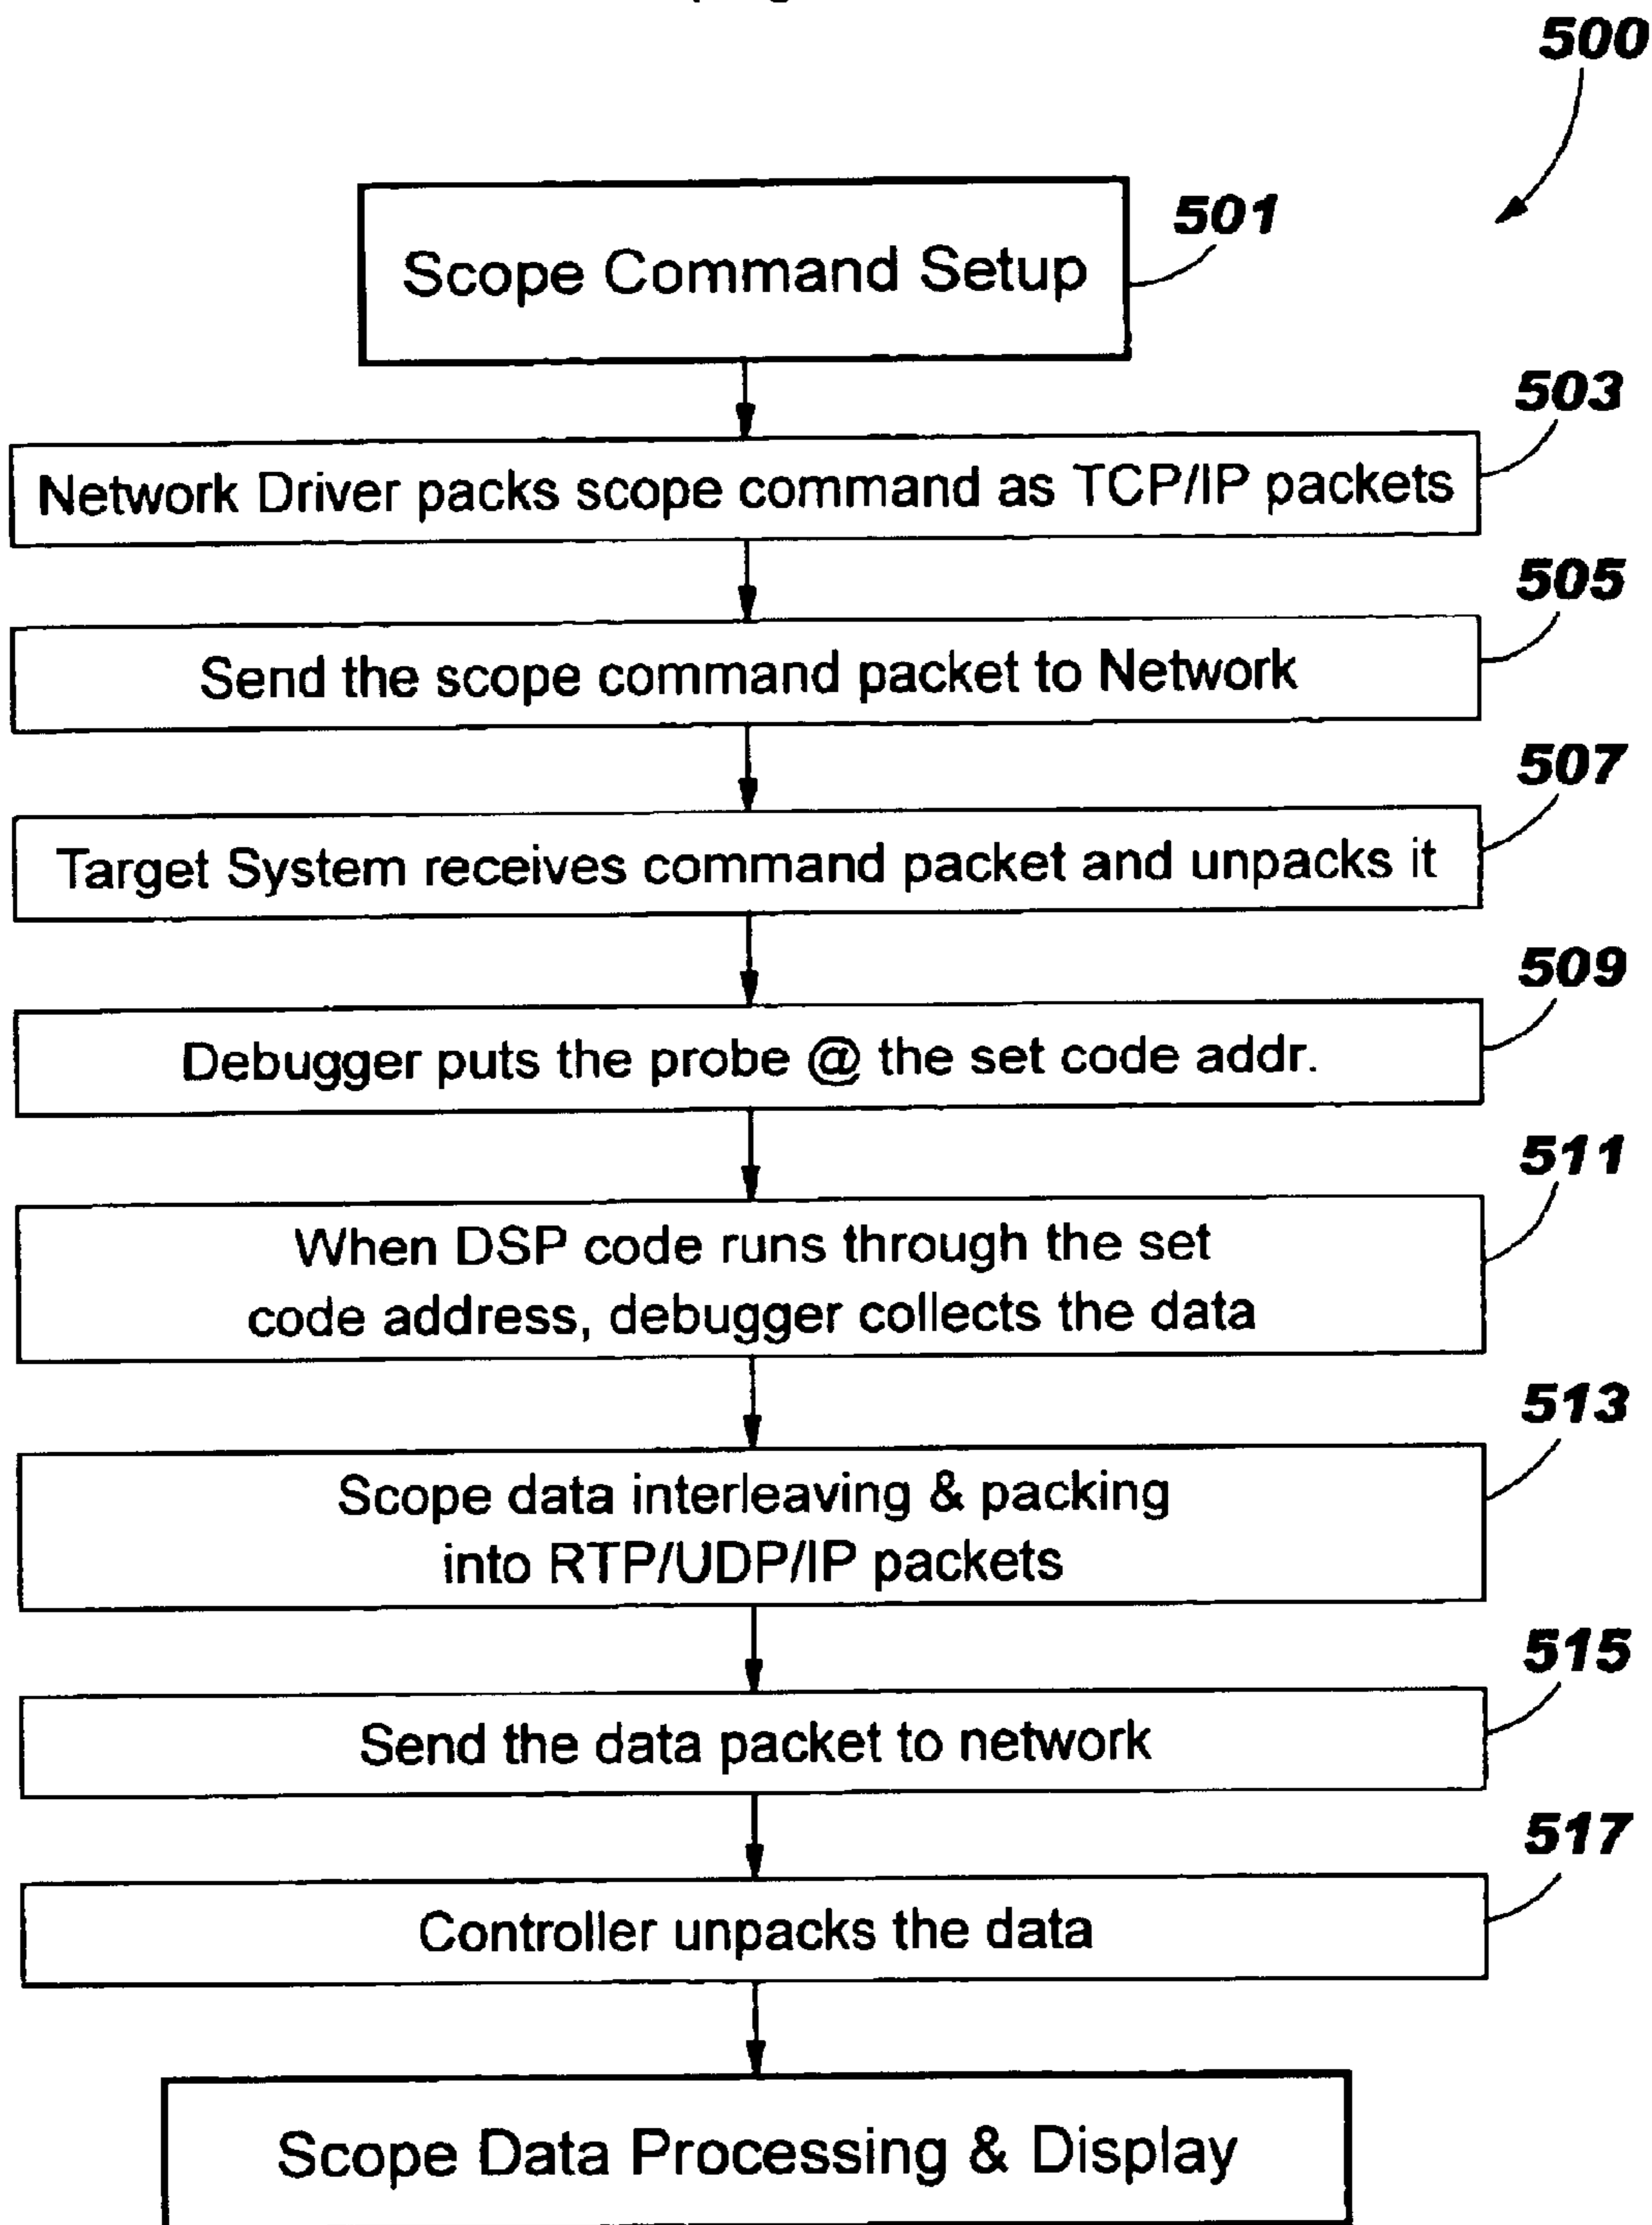 500
Scope Command Setup
501
503
Network Driver packs scope command as TCP/IP packets
505
Send the scope command packet to Network
507
Target System receives command packet and unpacks it
509
Debugger puts the probe @ the set code addr.
511
When DSP code runs through the set
code address, debugger collects the data
513
Scope data interleaving & packing
into RTP/UDP/IP packets
515
Send the data packet to network
517
Controller unpacks the data
Scope Data Processing & Display